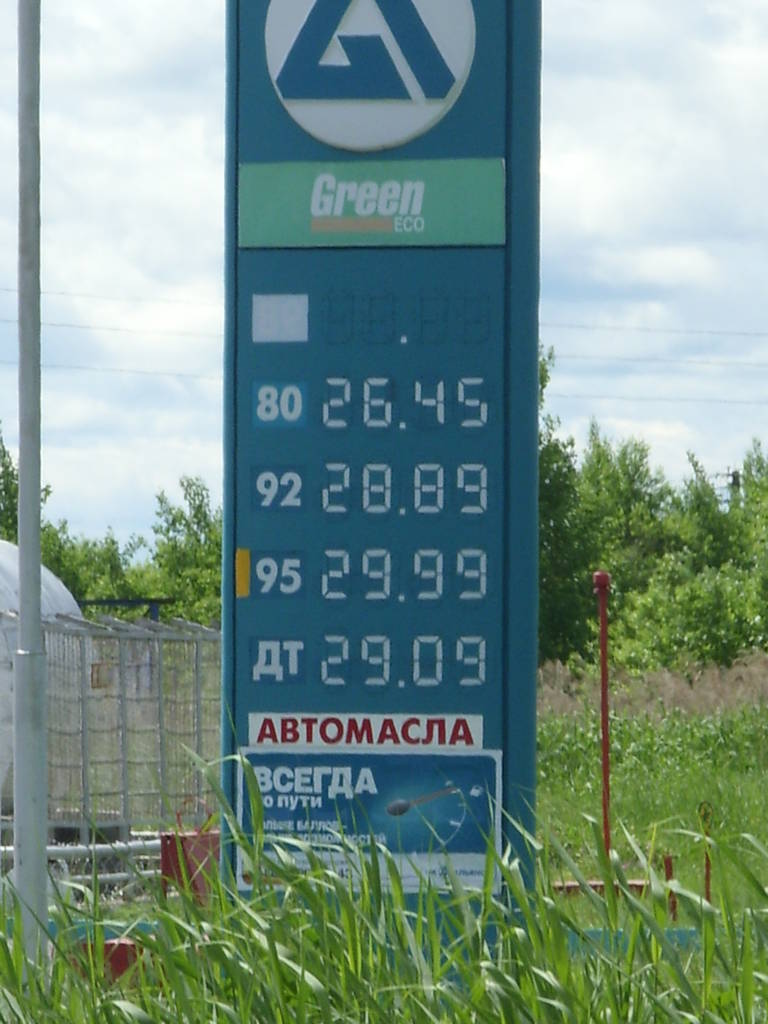 Green
ECO
80 26.45
92 28.89
95 29.99
ДТ 29.09
АВТОМАСЛА
ВСЕГДА
по пути